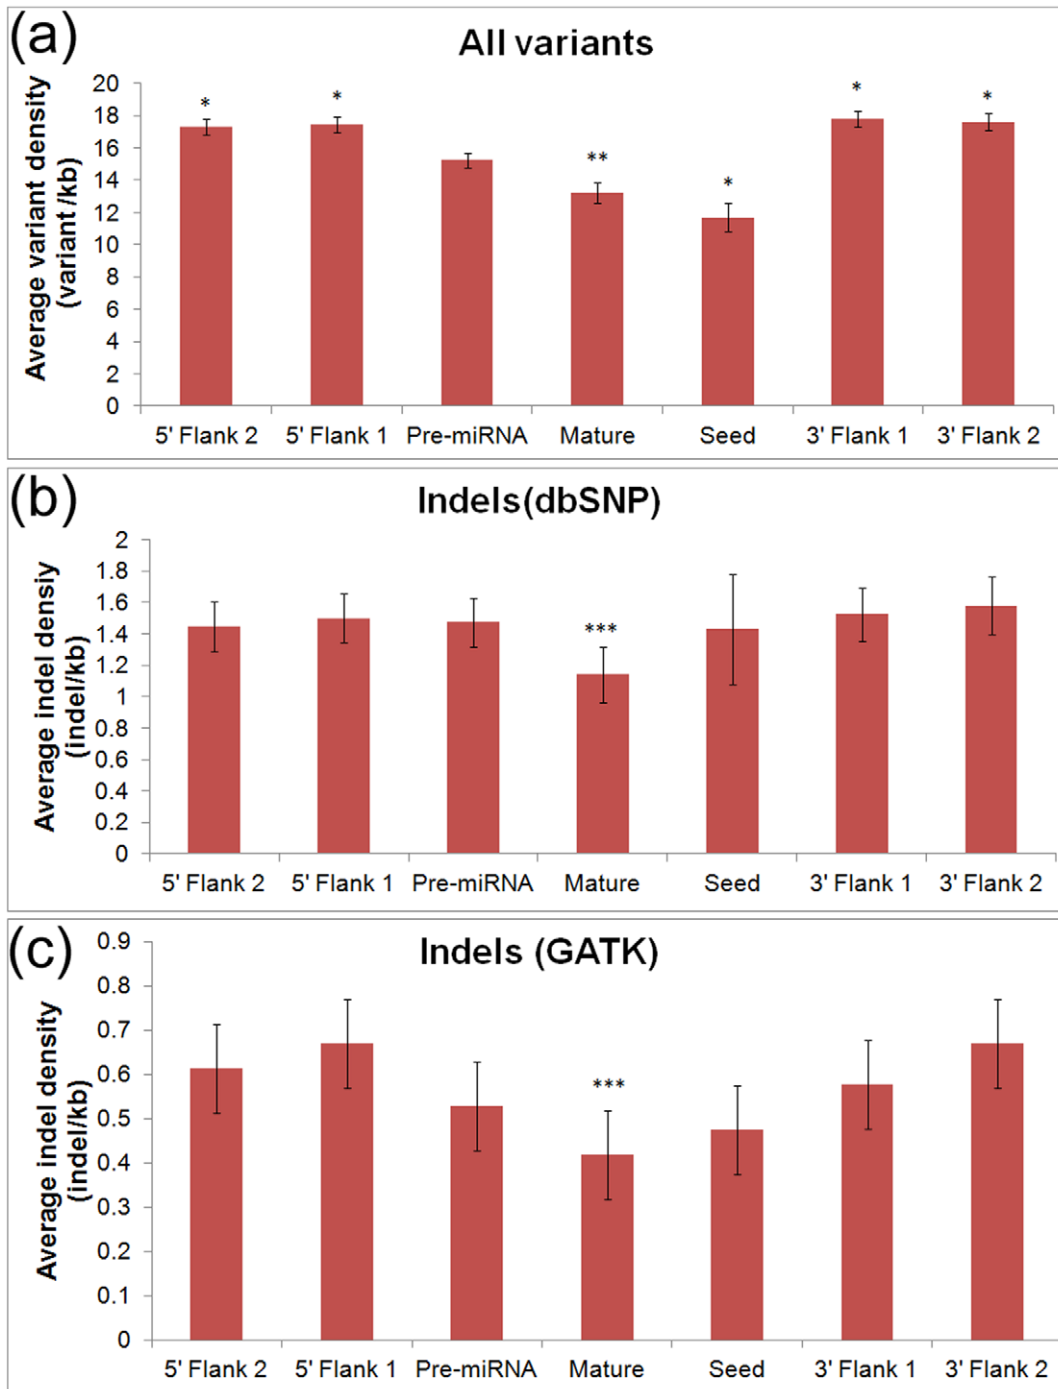 (a)
All variants
Average variant density
(variant /kb)
20
18
16
14
12
10
8
6
4
2
0
*
*
**
*
*
*
5' Flank 2 5' Flank 1 Pre-miRNA Mature Seed 3' Flank 1 3' Flank 2
(b)
Indels(dbSNP)
Average indel densiy
(indel/kb)
2
1.8
1.6
1.4
1.2
1
0.8
0.6
0.4
0.2
0
***
5' Flank 2 5' Flank 1 Pre-miRNA Mature Seed 3' Flank 1 3' Flank 2
(c)
Indels (GATK)
Average indel density
(indel/kb)
0.9
0.8
0.7
0.6
0.5
0.4
0.3
0.2
0.1
0
***
5' Flank 2 5' Flank 1 Pre-miRNA Mature Seed 3' Flank 1 3' Flank 2